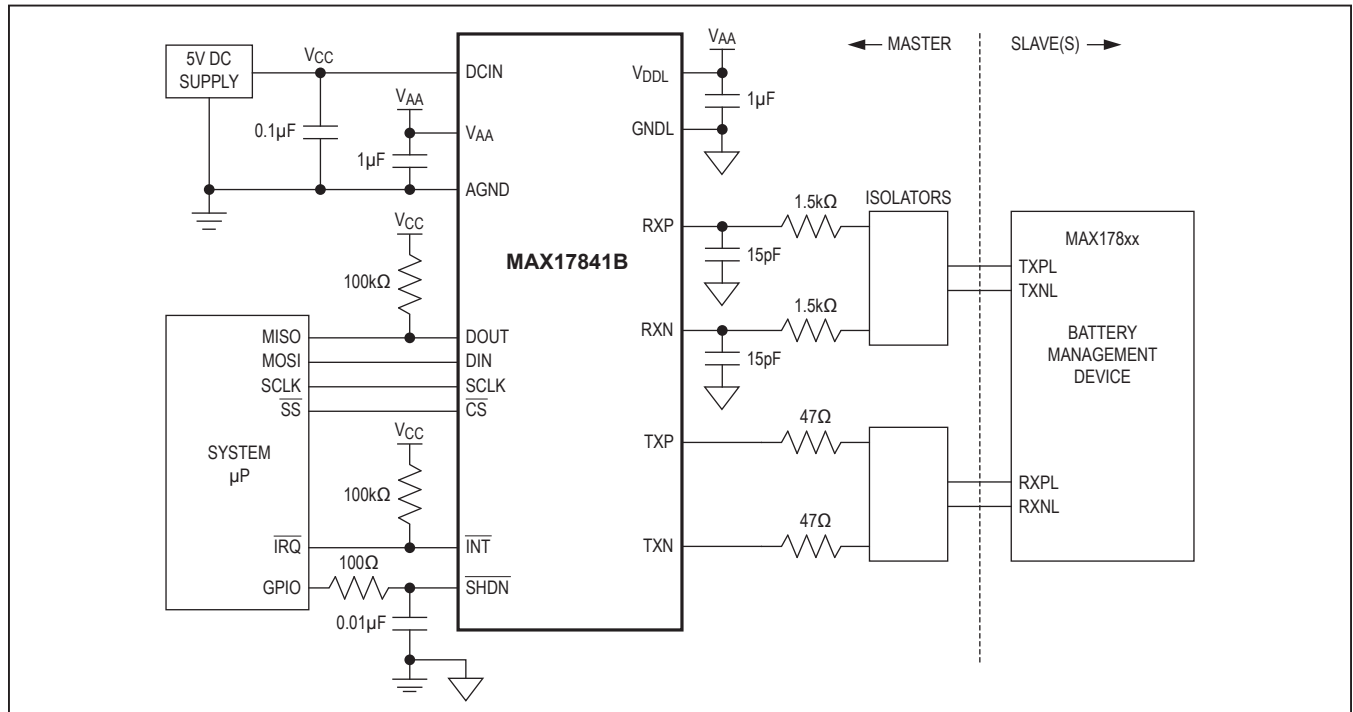 5V DC
SUPPLY
VCC
0.1µF
VAA
1µF
DCIN
VAA
AGND
VCC
100kΩ
MAX17841B
VAA
VDDL
1µF
GNDL
← MASTER
SLAVE(S) →
RXP
1.5kΩ
15pF
ISOLATORS
RXN
1.5kΩ
15pF
MAX178xx
TXPL
TXNL
BATTERY
MANAGEMENT
DEVICE
RXPL
RXNL
MISO
MOSI
SCLK
SS
SYSTEM
µP
IRQ
GPIO
DOUT
DIN
SCLK
CS
VCC
100kΩ
INT
100Ω
SHDN
0.01µF
TXP
47Ω
TXN
47Ω